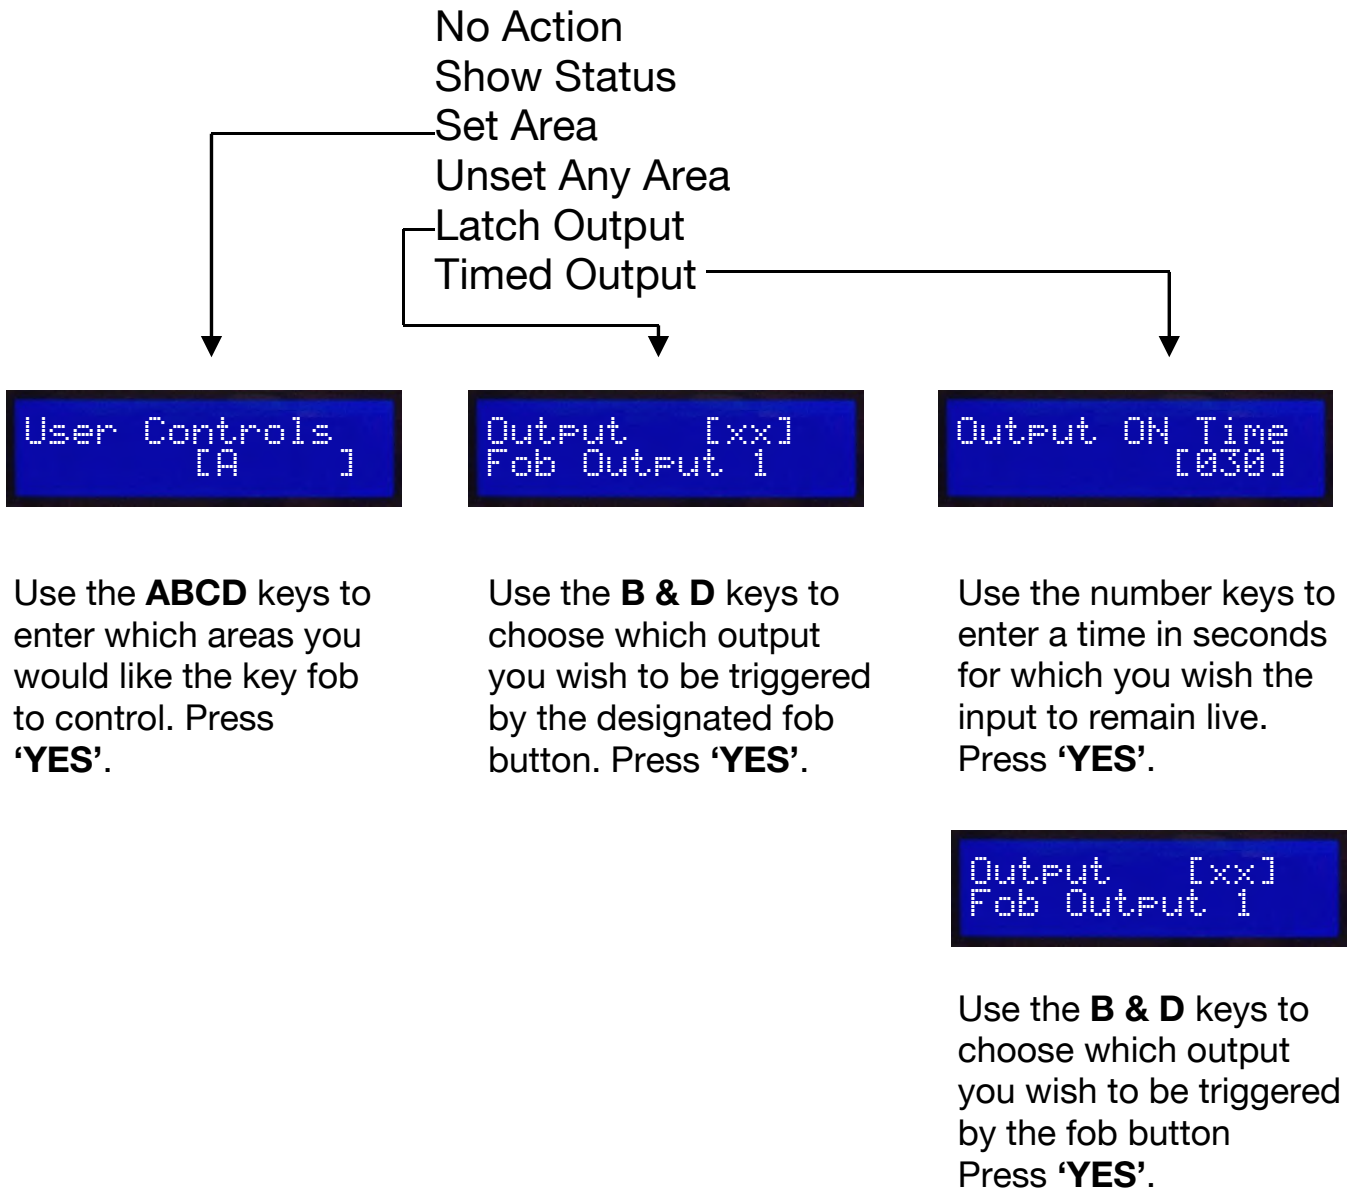 No Action
Show Status
Set Area
Unset Any Area
Latch Output
Timed Output
User Controls
[A    ]
Use the ABCD keys to
enter which areas you
would like the key fob
to control. Press
‘YES’.
Output [xx]
Fob Output 1
Use the B & D keys to
choose which output
you wish to be triggered
by the designated fob
button. Press ‘YES’.
Output ON Time
[030]
Use the number keys to
enter a time in seconds
for which you wish the
input to remain live.
Press ‘YES’.
Output [xx]
Fob Output 1
Use the B & D keys to
choose which output
you wish to be triggered
by the fob button
Press ‘YES’.